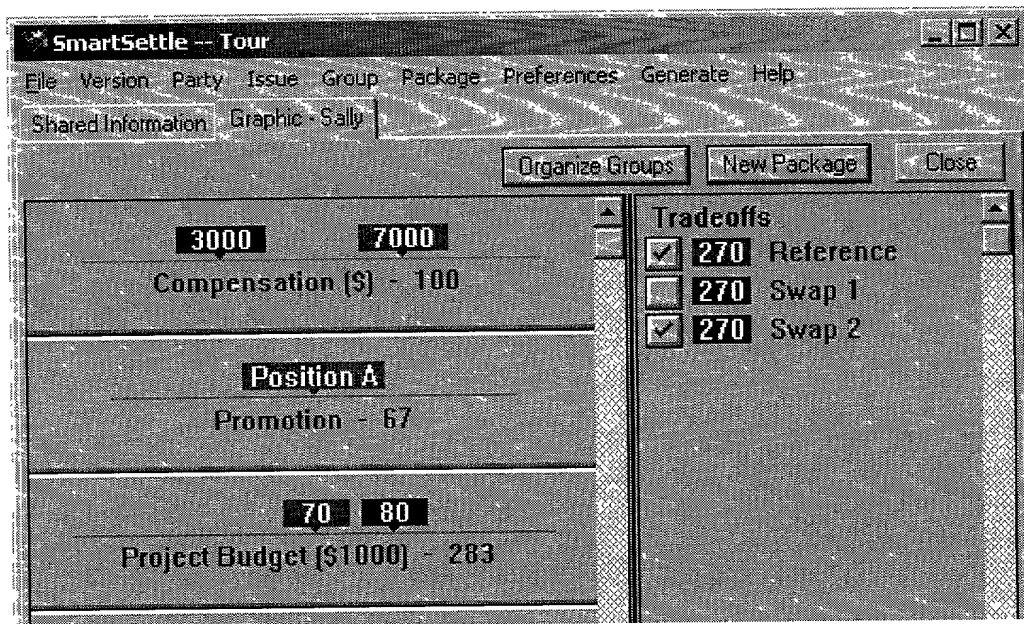 SmartSettle -- Tour
File Version Party Issue Group Package Preferences Generate Help
Shared Information Graphic - Sally
Organize Groups New Package Close
3000 7000
Compensation ($) - 100
Position A
Promotion - 67
70 80
Project Budget ($1000) - 283
Tradeoffs
270 Reference
270 Swap 1
270 Swap 2